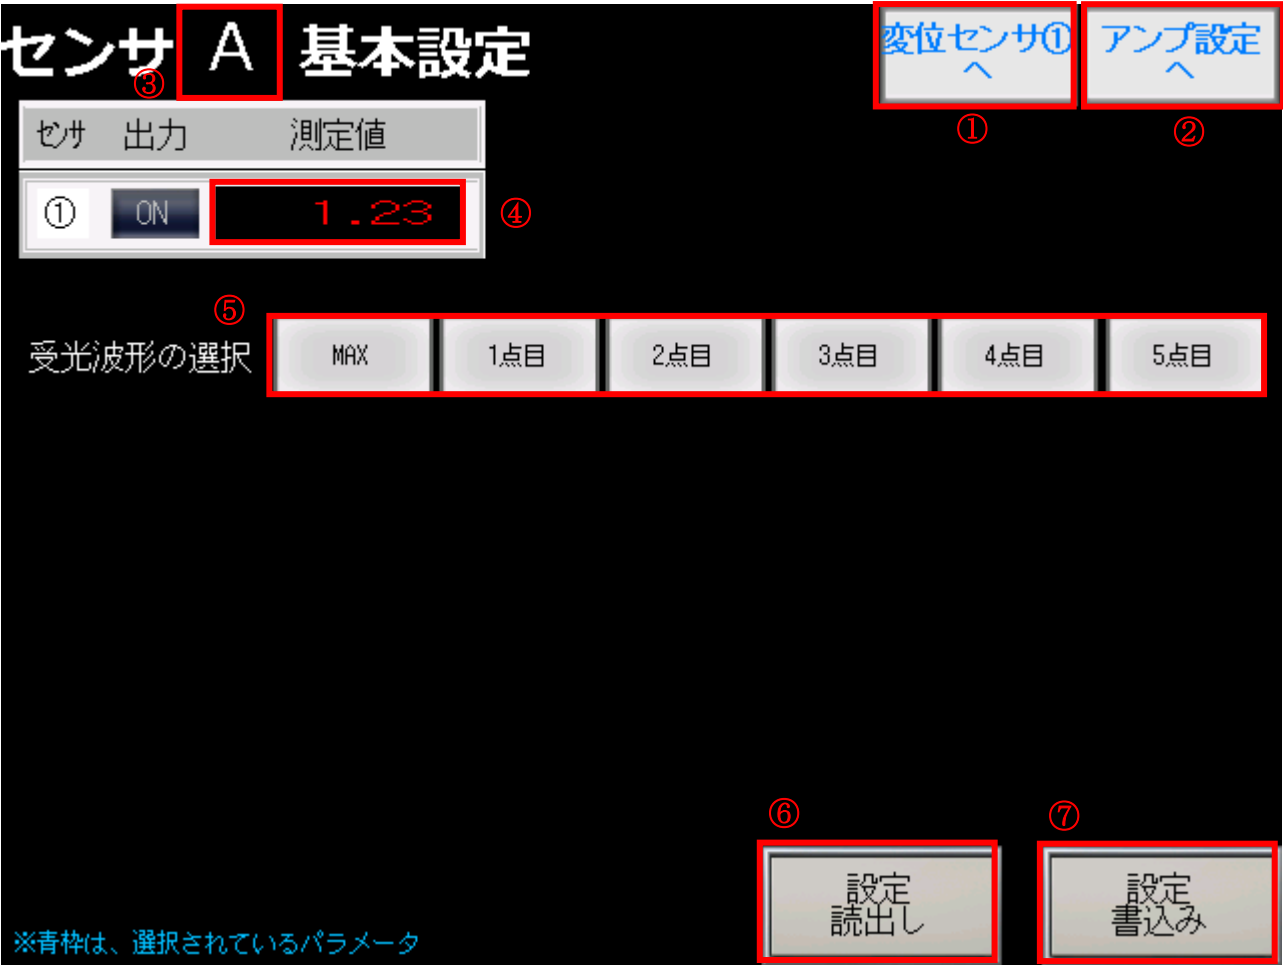 センサ A 基本設定
変位センサ①
へ
アンプ設定
へ
③
①
②
センサ 出力 測定値
① ON 1.23 ④
⑤
受光波形の選択 MAX 1点目 2点目 3点目 4点目 5点目
⑥
⑦
設定
読出し
設定
書込み
※青枠は、選択されているパラメータ